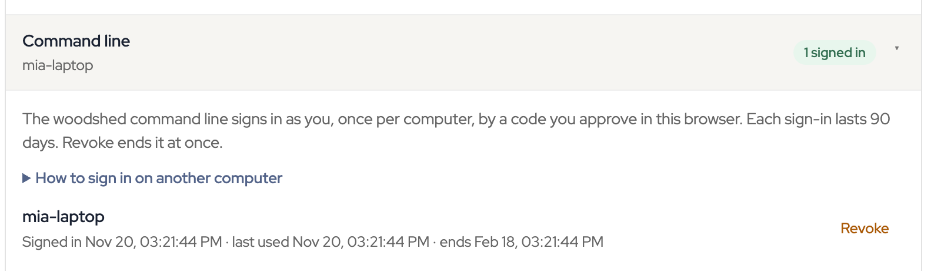 Command line
mia-laptop
1 signed in
The woodshed command line signs in as you, once per computer, by a code you approve in this browser. Each sign-in lasts 90
days. Revoke ends it at once.
How to sign in on another computer
mia-laptop
Signed in Nov 20, 03:21:44 PM · last used Nov 20, 03:21:44 PM · ends Feb 18, 03:21:44 PM
Revoke